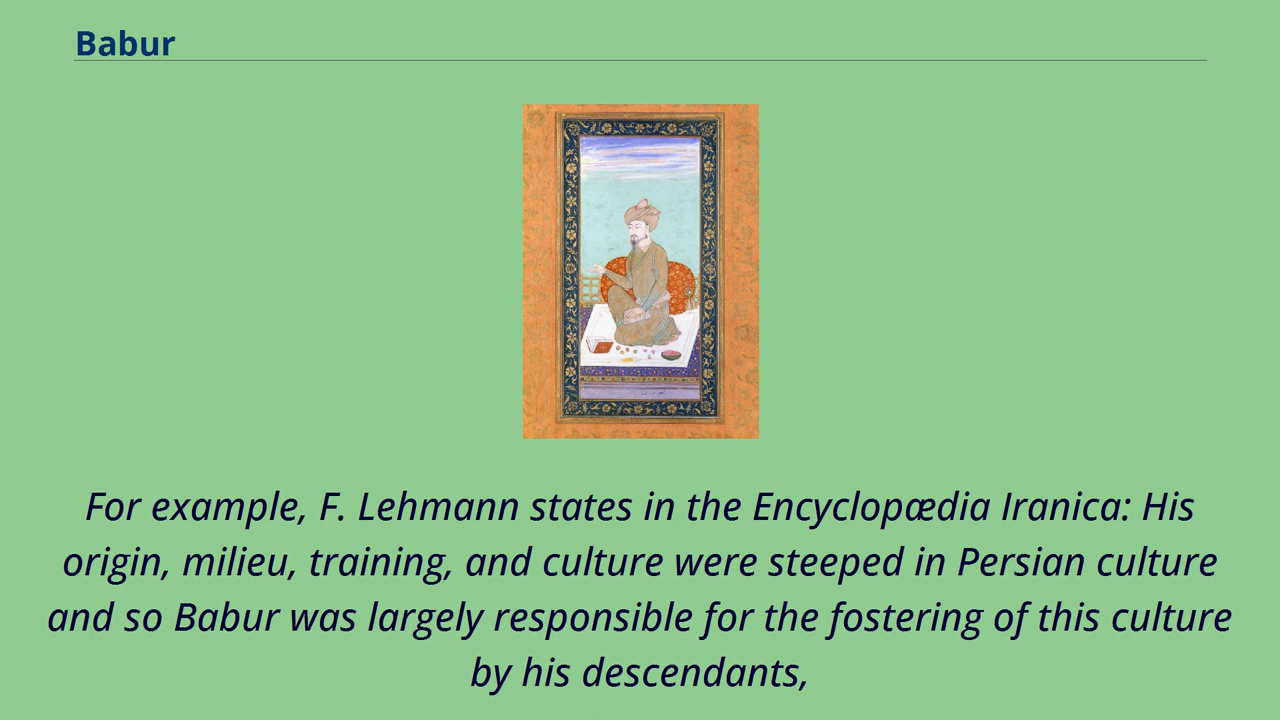 Babur
For example, F. Lehmann states in the Encyclopædia Iranica: His
origin, milieu, training, and culture were steeped in Persian culture
and so Babur was largely responsible for the fostering of this culture
by his descendants,